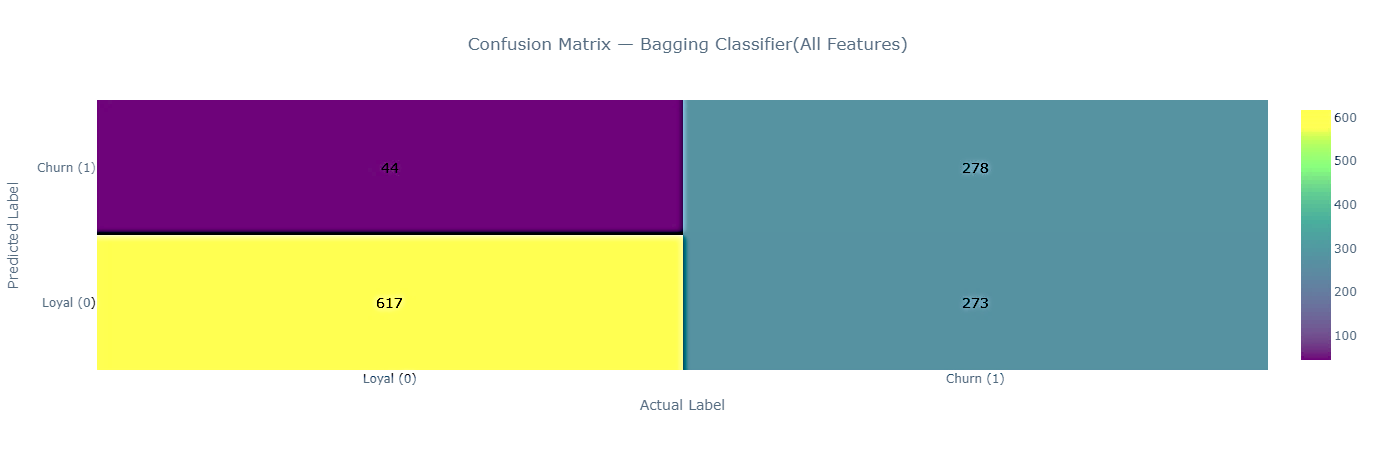 Confusion Matrix — Bagging Classifier(All Features)
Predicted Label
Churn (1)
44
278
Loyal (0)
617
273
Loyal (0)
Churn (1)
Actual Label
600
500
400
300
200
100